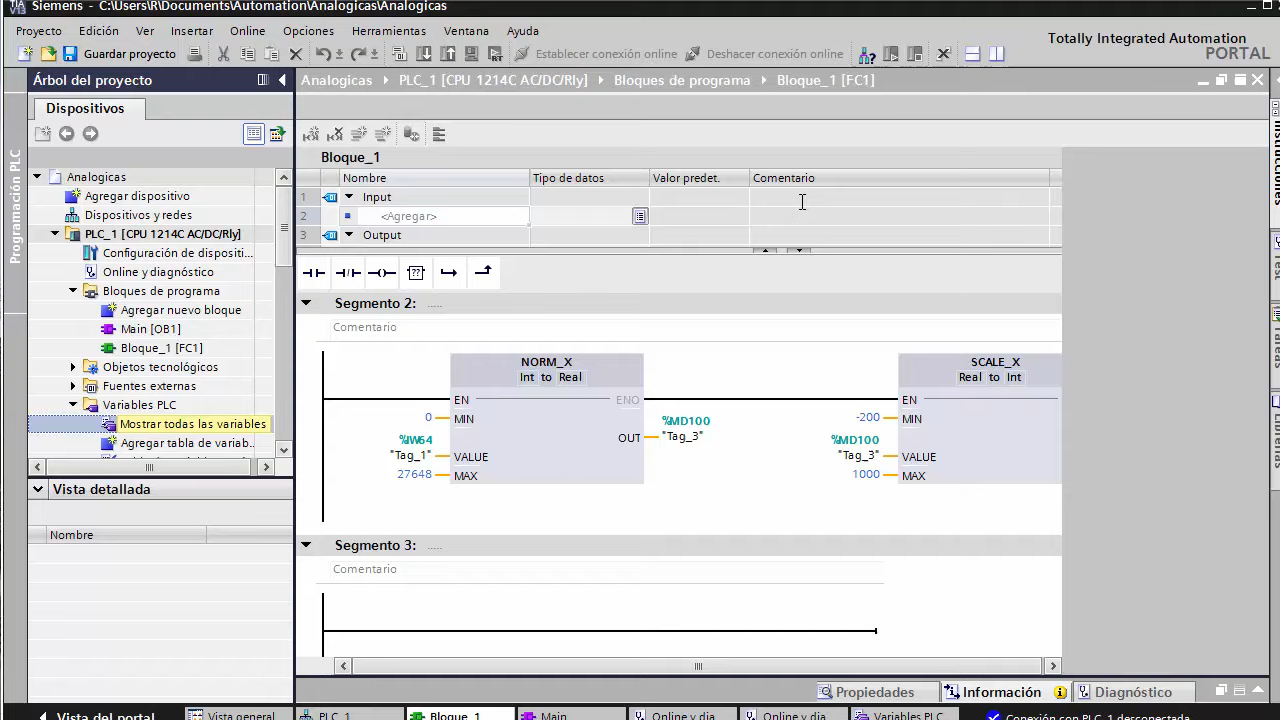 Siemens - C:\Users\R\Documents\Automation\Analogicas\Analogicas
Proyecto Edición Ver Insertar Online Opciones Herramientas Ventana Ayuda
Totally Integrated Automation
PORTAL
Guardar proyecto
Establecer conexión online
Deshacer conexión online
Árbol del proyecto
Analogicas PLC_1 [CPU 1214C AC/DC/Rly] Bloques de programa Bloque_1 [FC1]
Dispositivos
Programación PLC
Analogicas
Agregar dispositivo
Dispositivos y redes
PLC_1 [CPU 1214C AC/DC/Rly]
Configuración de dispositi...
Online y diagnóstico
Bloques de programa
Agregar nuevo bloque
Main [OB1]
Bloque_1 [FC1]
Objetos tecnológicos
Fuentes externas
Variables PLC
Mostrar todas las variables
Agregar tabla de variab...
Vista detallada
Nombre
Bloque_1
Nombre Tipo de datos Valor predet. Comentario
1 Input
2 <Agregar>
3 Output
??
Segmento 2: .....
Comentario
NORM_X
Int to Real
EN ENO
0 MIN
%IW64
"Tag_1" VALUE
27648 MAX
OUT
%MD100
"Tag_3"
SCALE_X
Real to Int
EN
-200 MIN
%MD100
"Tag_3" VALUE
1000 MAX
Segmento 3: .....
Comentario
Propiedades Información Diagnóstico
Vista del portal Vista general PLC_1 Bloque_1 Main Online y dia... Online y dia... Variables PLC
Conexión con PLC_1 desconectada